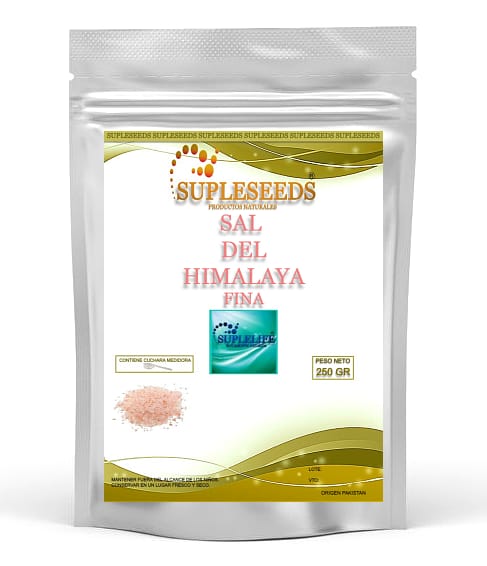 SUPLESEEDS SUPLESEEDS SUPLESEEDS SUPLESEEDS SUPLESEEDS SUPLESEEDS
SUPLESEEDS®
PRODUCTOS NATURALES
SAL
DEL
HIMALAYA
FINA
SUPLELIFE
CONTIENE CUCHARA MEDIDORA
PESO NETO
250 GR
LOTE:
MANTENER FUERA DEL ALCANCE DE LOS NIÑOS.
CONSERVAR EN UN LUGAR FRESCO Y SECO.
VTO:
ORIGEN PAKISTAN